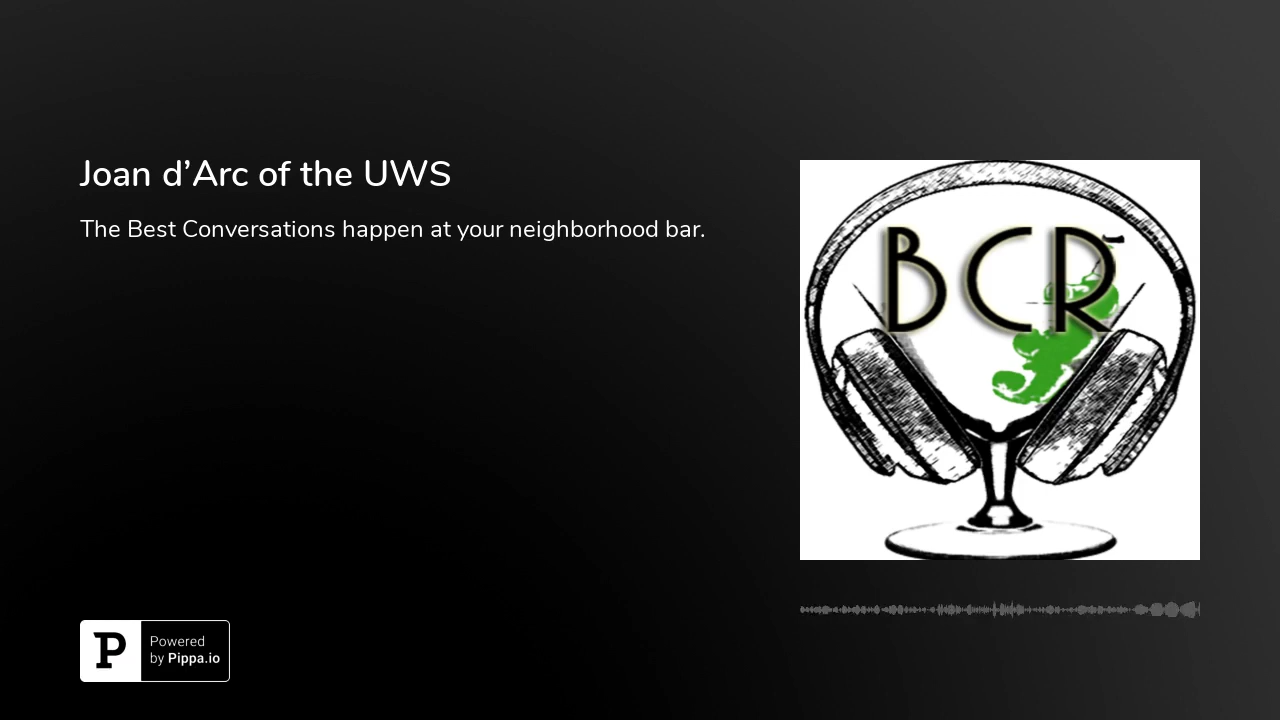 Joan d’Arc of the UWS
The Best Conversations happen at your neighborhood bar.
BCR
P
Powered
by Pippa.io